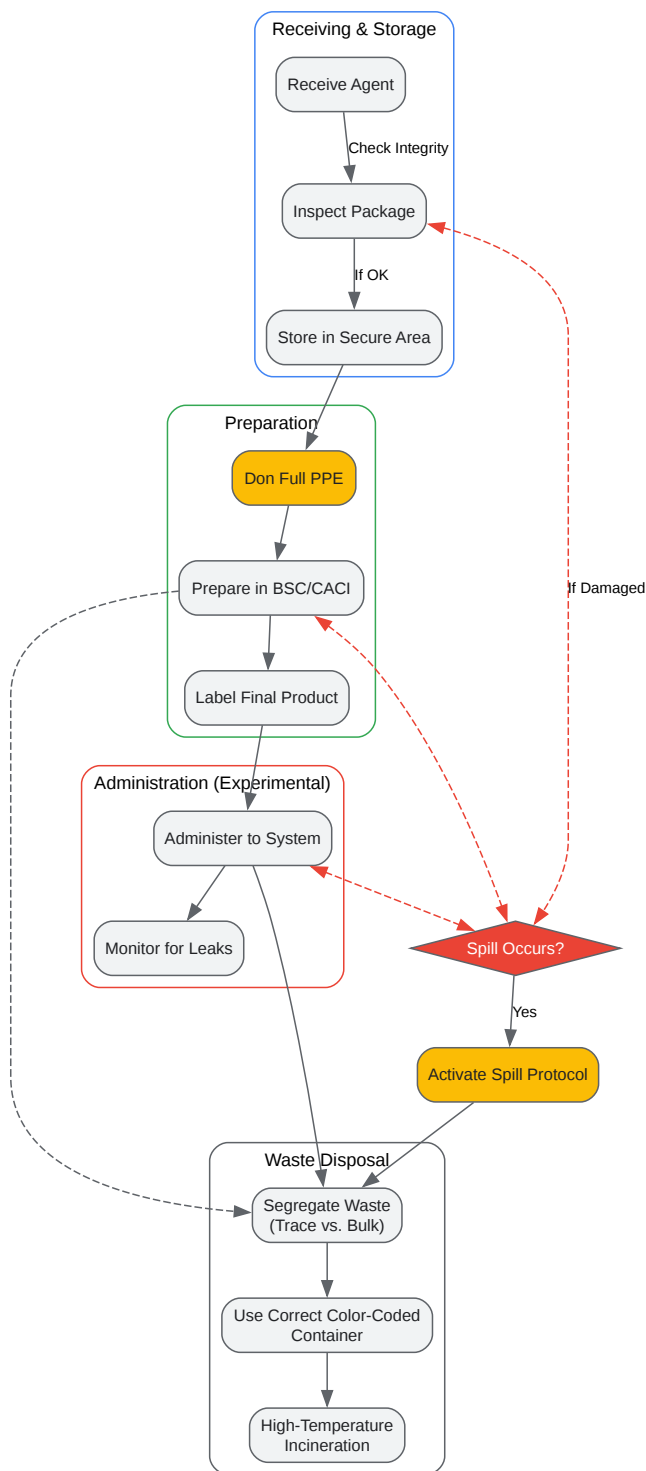 Receiving & Storage
Receive Agent
Check Integrity
Inspect Package
If OK
Store in Secure Area
Preparation
Don Full PPE
Prepare in BSC/CACI
If Damaged
Label Final Product
Administration (Experimental)
Administer to System
Monitor for Leaks
Spill Occurs?
Yes
Activate Spill Protocol
Waste Disposal
Segregate Waste
(Trace vs. Bulk)
Use Correct Color-Coded
Container
High-Temperature
Incineration